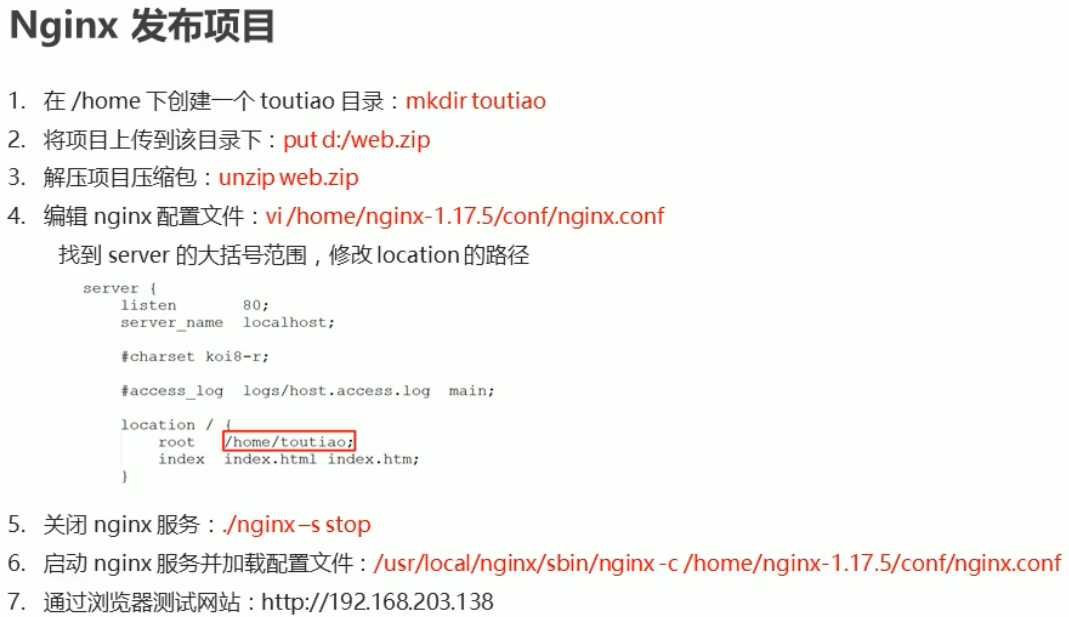 Nginx 发布项目
1. 在 /home 下创建一个 toutiao 目录：mkdir toutiao
2. 将项目上传到该目录下：put d:/web.zip
3. 解压项目压缩包：unzip web.zip
4. 编辑 nginx 配置文件：vi /home/nginx-1.17.5/conf/nginx.conf
找到 server 的大括号范围，修改 location 的路径
server {
listen 80;
server_name localhost;
#charset koi8-r;
#access_log logs/host.access.log main;
location / {
root /home/toutiao;
index index.html index.htm;
}
5. 关闭 nginx 服务：./nginx –s stop
6. 启动 nginx 服务并加载配置文件：/usr/local/nginx/sbin/nginx -c /home/nginx-1.17.5/conf/nginx.conf
7. 通过浏览器测试网站：http://192.168.203.138